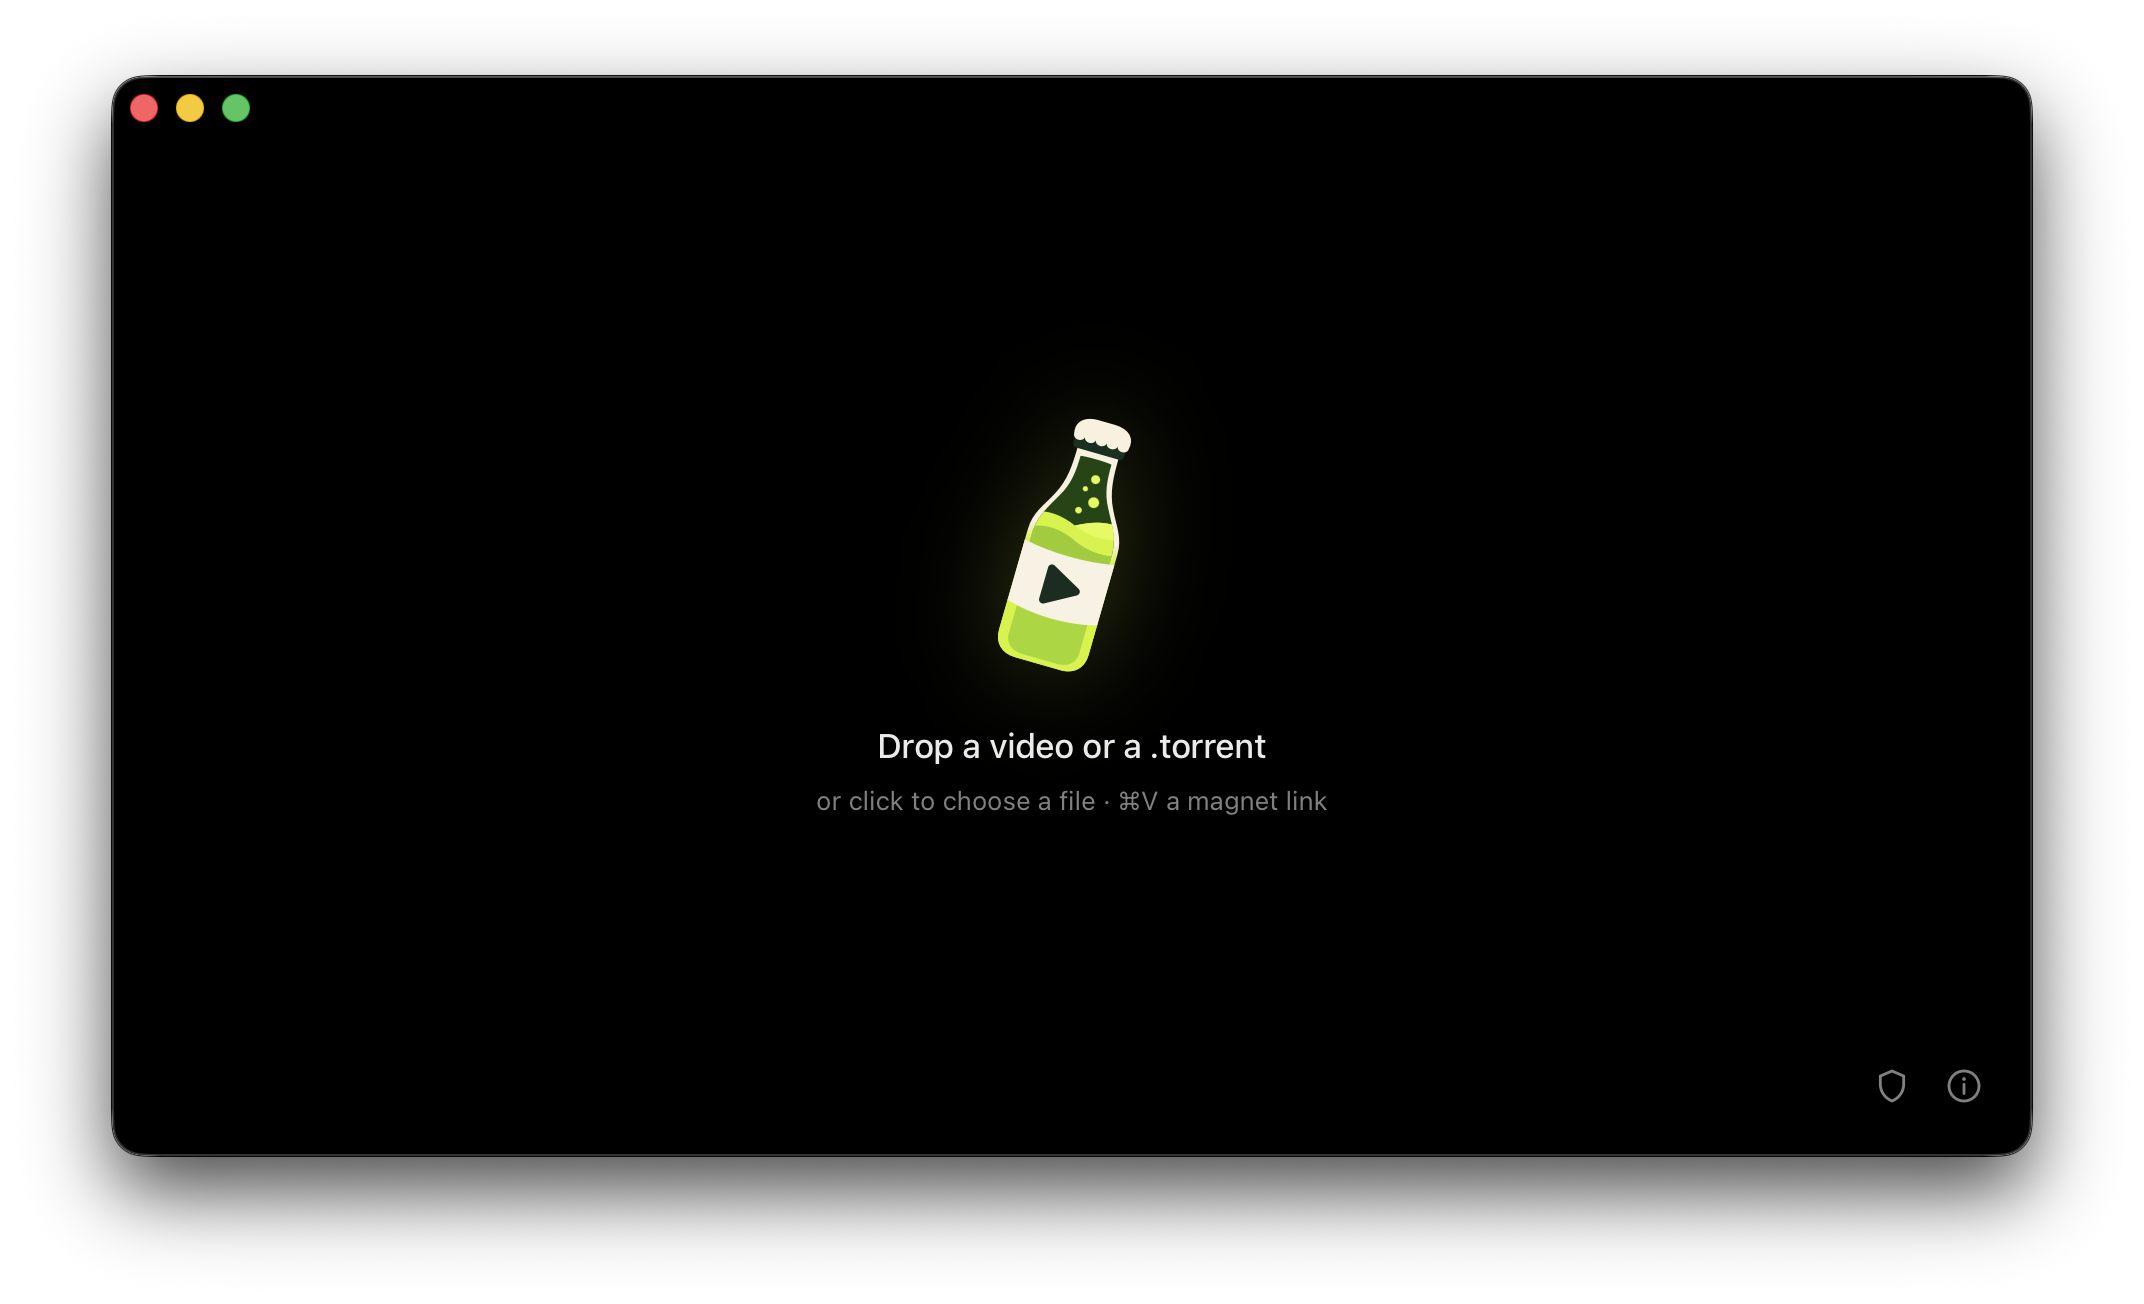 Drop a video or a .torrent
or click to choose a file · ⌘V a magnet link